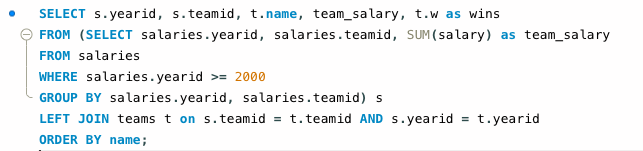 SELECT s.yearid, s.teamid, t.name, team_salary, t.w as wins
FROM (SELECT salaries.yearid, salaries.teamid, SUM(salary) as team_salary
FROM salaries
WHERE salaries.yearid >= 2000
GROUP BY salaries.yearid, salaries.teamid) s
LEFT JOIN teams t on s.teamid = t.teamid AND s.yearid = t.yearid
ORDER BY name;